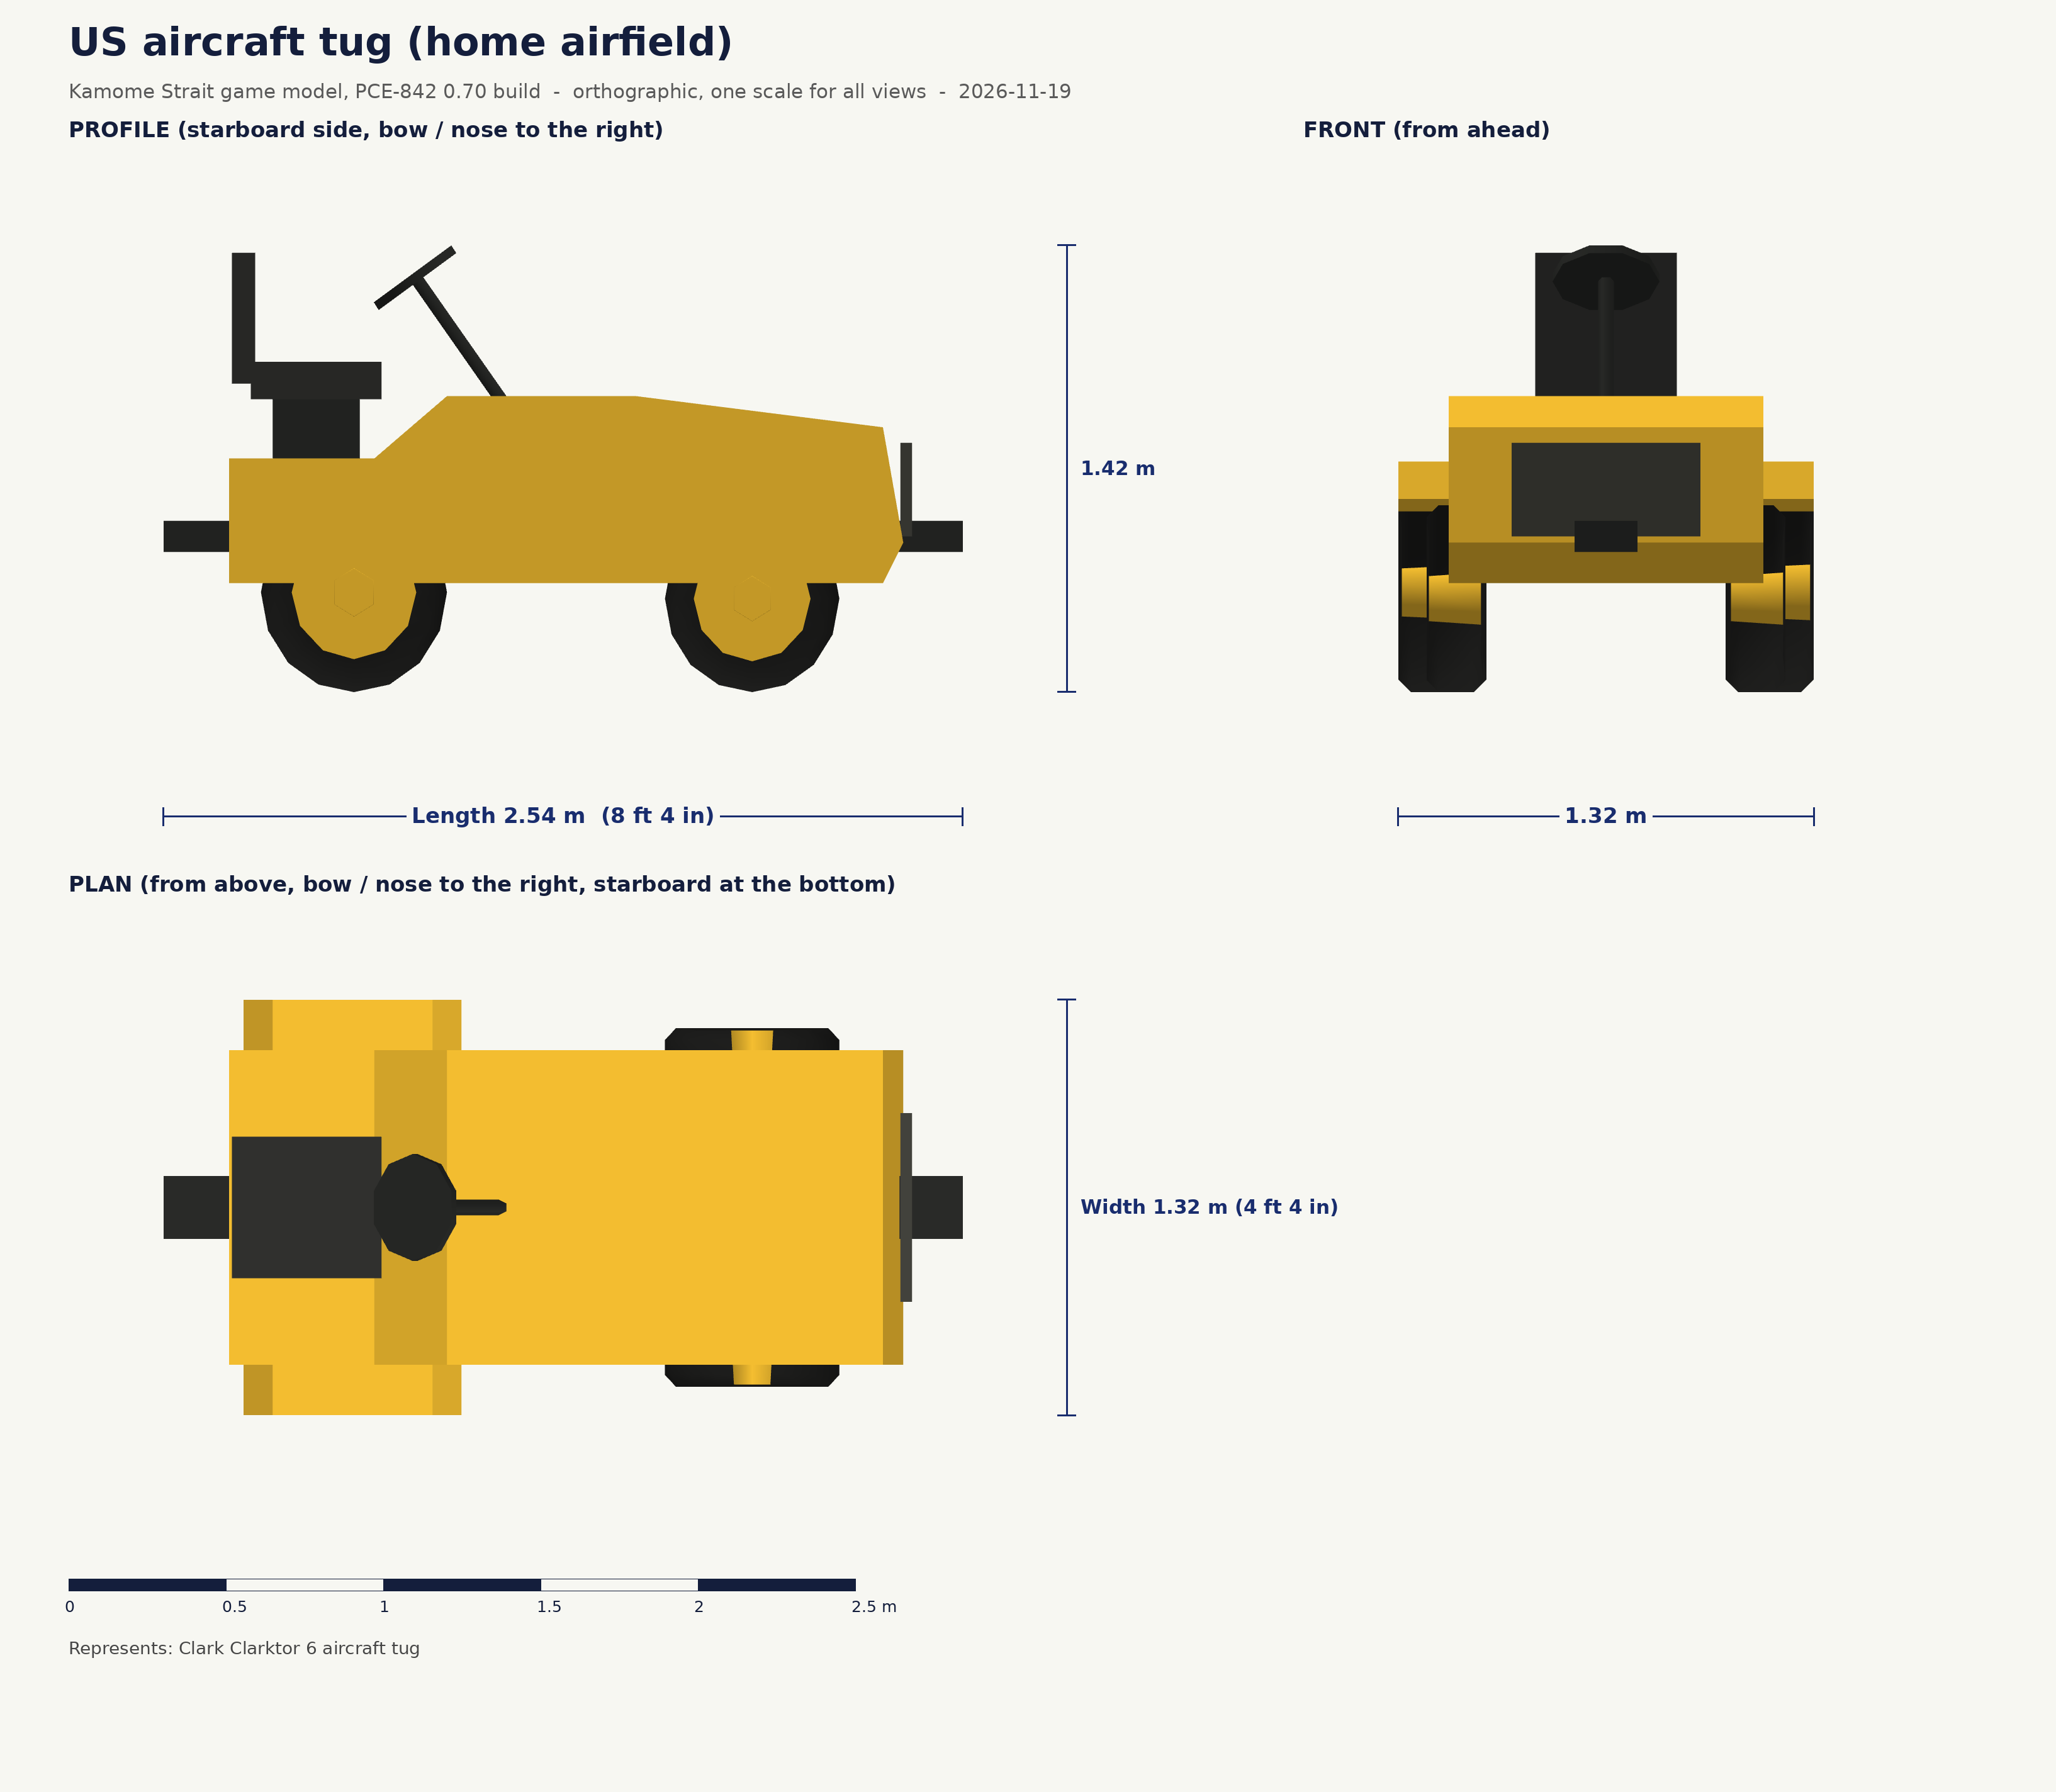 US aircraft tug (home airfield)
Kamome Strait game model, PCE-842 0.70 build - orthographic, one scale for all views - 2026-11-19
PROFILE (starboard side, bow / nose to the right)
FRONT (from ahead)
1.42 m
Length 2.54 m (8 ft 4 in)
1.32 m
PLAN (from above, bow / nose to the right, starboard at the bottom)
Width 1.32 m (4 ft 4 in)
0 0.5 1 1.5 2 2.5 m
Represents: Clark Clarktor 6 aircraft tug